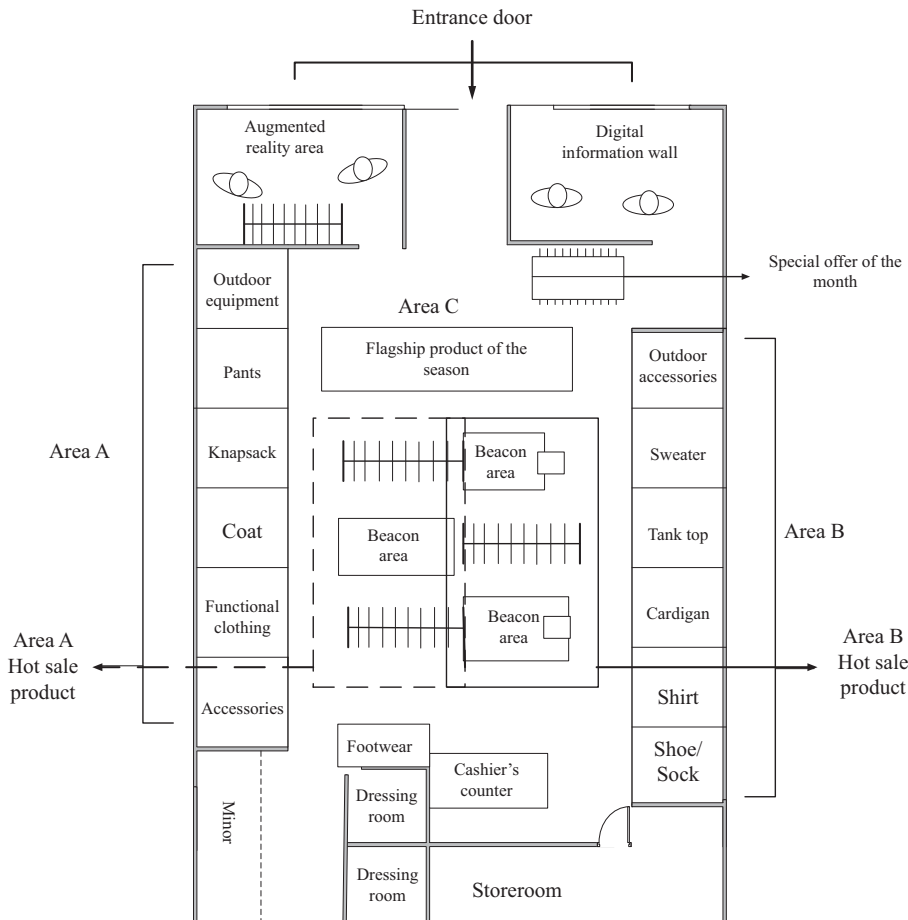 Entrance door
Augmented
reality area
Digital
information wall
Special offer of the
month
Outdoor
equipment
Area C
Flagship product of the
season
Outdoor
accessories
Pants
Area A
Knapsack
Beacon
area
Sweater
Coat
Beacon
area
Tank top
Area B
Functional
clothing
Beacon
area
Cardigan
Area A
Hot sale
product
Area B
Hot sale
product
Accessories
Shirt
Footwear
Shoe/
Sock
Cashier's
counter
Minor
Dressing
room
Dressing
room
Storeroom